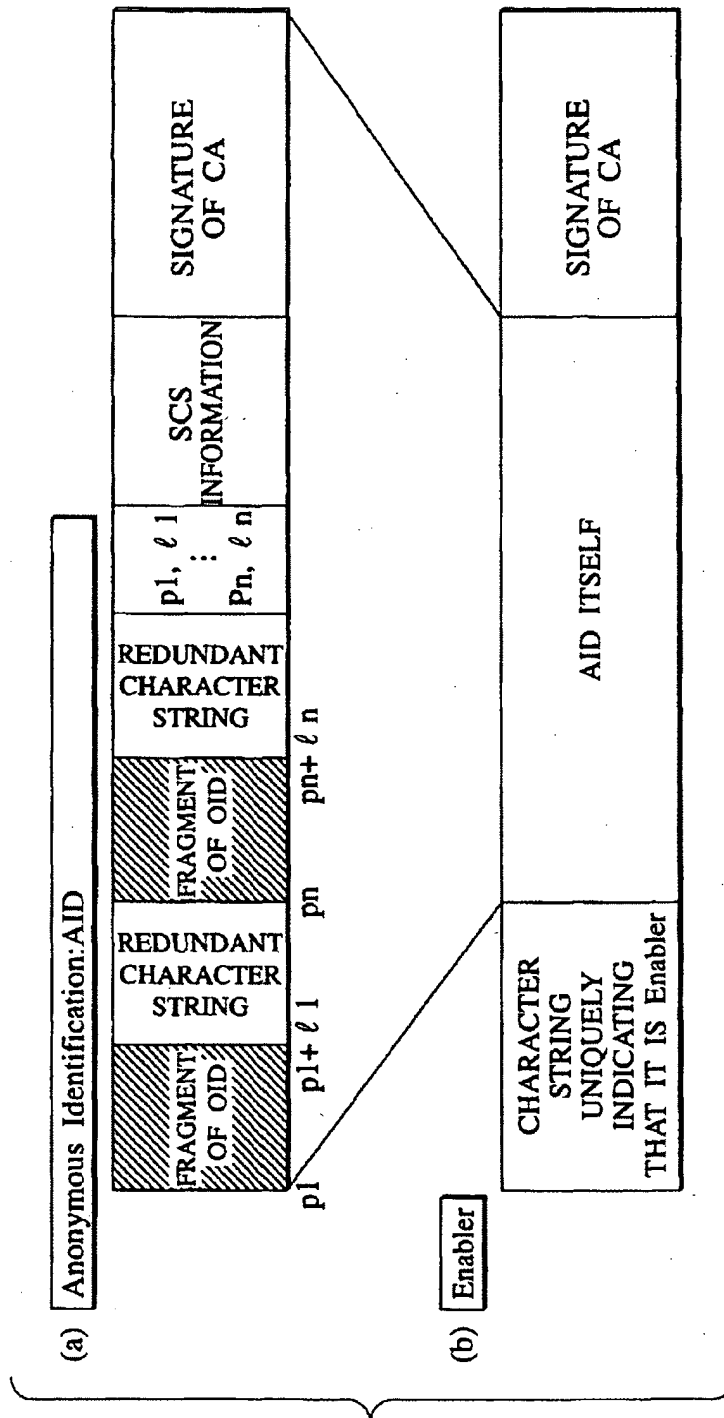 (a) Anonymous Identification:AID
FRAGMENT
OF OID
REDUNDANT
CHARACTER
STRING
FRAGMENT
OF OID
REDUNDANT
CHARACTER
STRING
p1, ℓ 1
⋮
Pn, ℓ n
SCS
INFORMATION
SIGNATURE
OF CA
p1
p1+ ℓ 1
pn
pn+ ℓ n
(b) Enabler
CHARACTER
STRING
UNIQUELY
INDICATING
THAT IT IS Enabler
AID ITSELF
SIGNATURE
OF CA